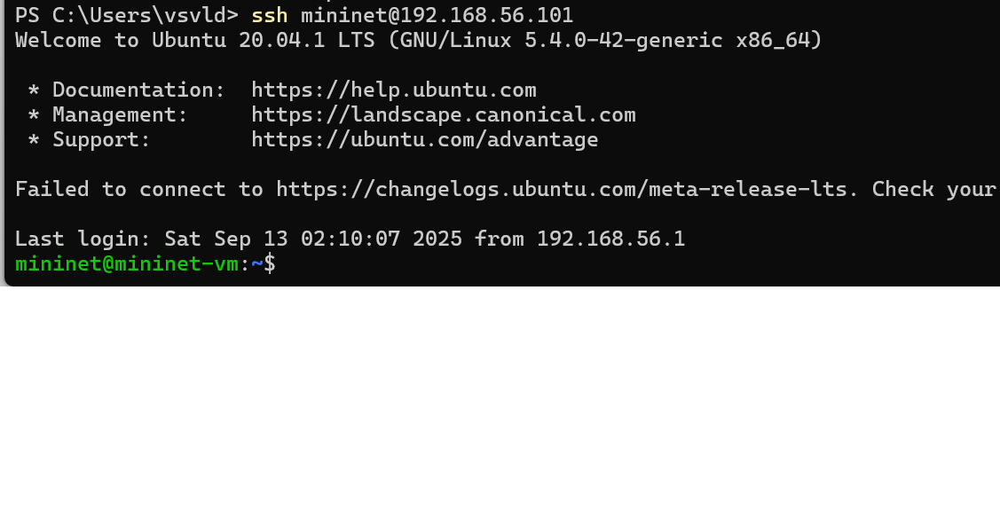 PS C:\Users\vsvld> ssh mininet@192.168.56.101
Welcome to Ubuntu 20.04.1 LTS (GNU/Linux 5.4.0-42-generic x86_64)
* Documentation:  https://help.ubuntu.com
* Management:     https://landscape.canonical.com
* Support:        https://ubuntu.com/advantage
Failed to connect to https://changelogs.ubuntu.com/meta-release-lts. Check your
Last login: Sat Sep 13 02:10:07 2025 from 192.168.56.1
mininet@mininet-vm:~$